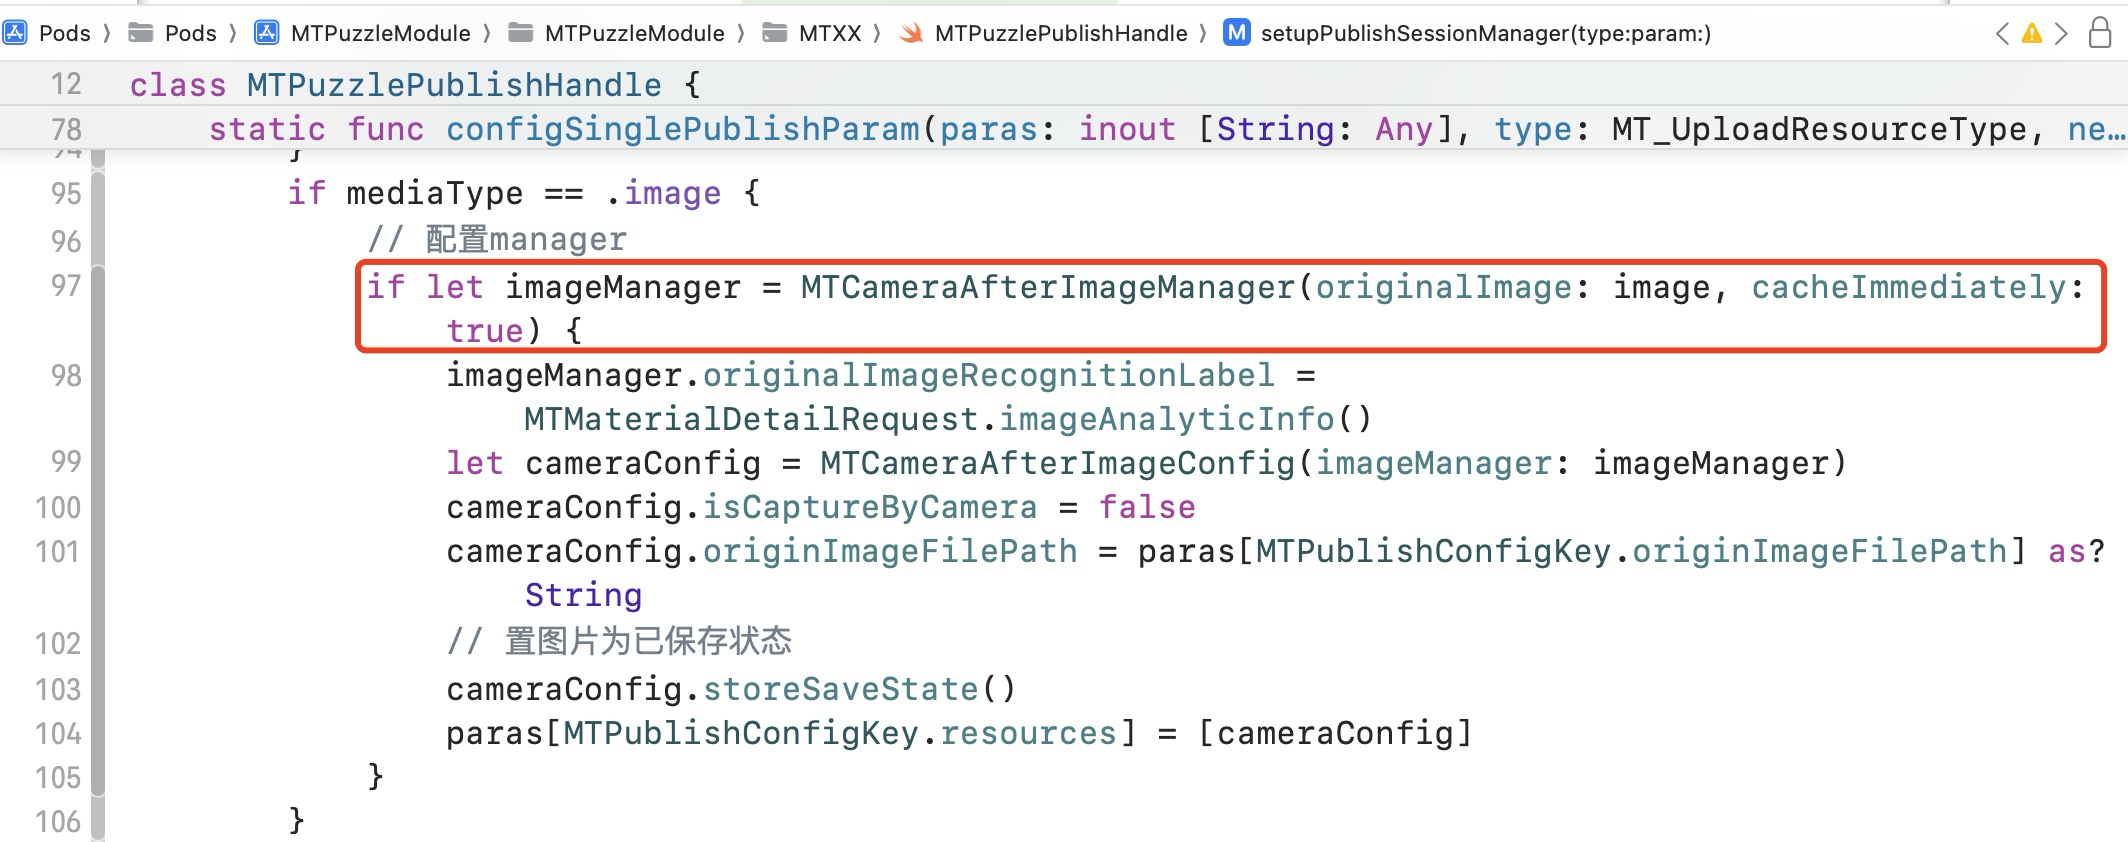 Pods 〉 Pods 〉 MTPuzzleModule 〉 MTPuzzleModule 〉 MTXX 〉 MTPuzzlePublishHandle 〉 M setupPublishSessionManager(type:param:)
12 class MTPuzzlePublishHandle {
78 static func configSinglePublishParam(paras: inout [String: Any], type: MT_UploadResourceType, ne…
94 }
95 if mediaType == .image {
96 // 配置manager
97 if let imageManager = MTCameraAfterImageManager(originalImage: image, cacheImmediately:
true) {
98 imageManager.originalImageRecognitionLabel =
MTMaterialDetailRequest.imageAnalyticInfo()
99 let cameraConfig = MTCameraAfterImageConfig(imageManager: imageManager)
100 cameraConfig.isCaptureByCamera = false
101 cameraConfig.originImageFilePath = paras[MTPublishConfigKey.originImageFilePath] as?
String
102 // 置图片为已保存状态
103 cameraConfig.storeSaveState()
104 paras[MTPublishConfigKey.resources] = [cameraConfig]
105 }
106 }